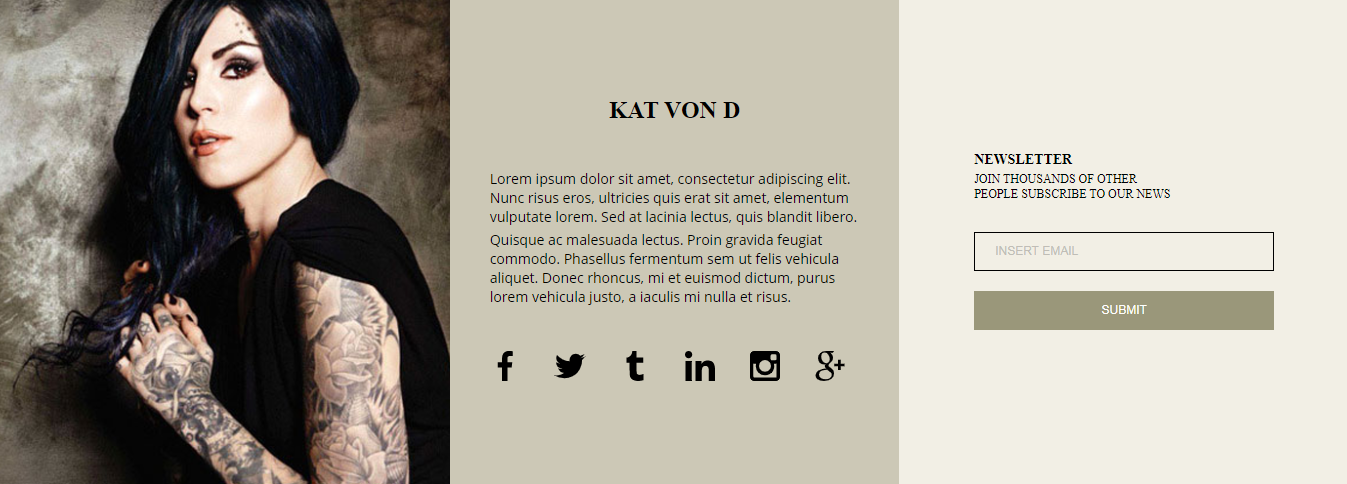 KAT VON D
Lorem ipsum dolor sit amet, consectetur adipiscing elit.
Nunc risus eros, ultricies quis erat sit amet, elementum
vulputate lorem. Sed at lacinia lectus, quis blandit libero.
Quisque ac malesuada lectus. Proin gravida feugiat
commodo. Phasellus fermentum sem ut felis vehicula
aliquet. Donec rhoncus, mi et euismod dictum, purus
lorem vehicula justo, a iaculis mi nulla et risus.
NEWSLETTER
JOIN THOUSANDS OF OTHER
PEOPLE SUBSCRIBE TO OUR NEWS
INSERT EMAIL
SUBMIT